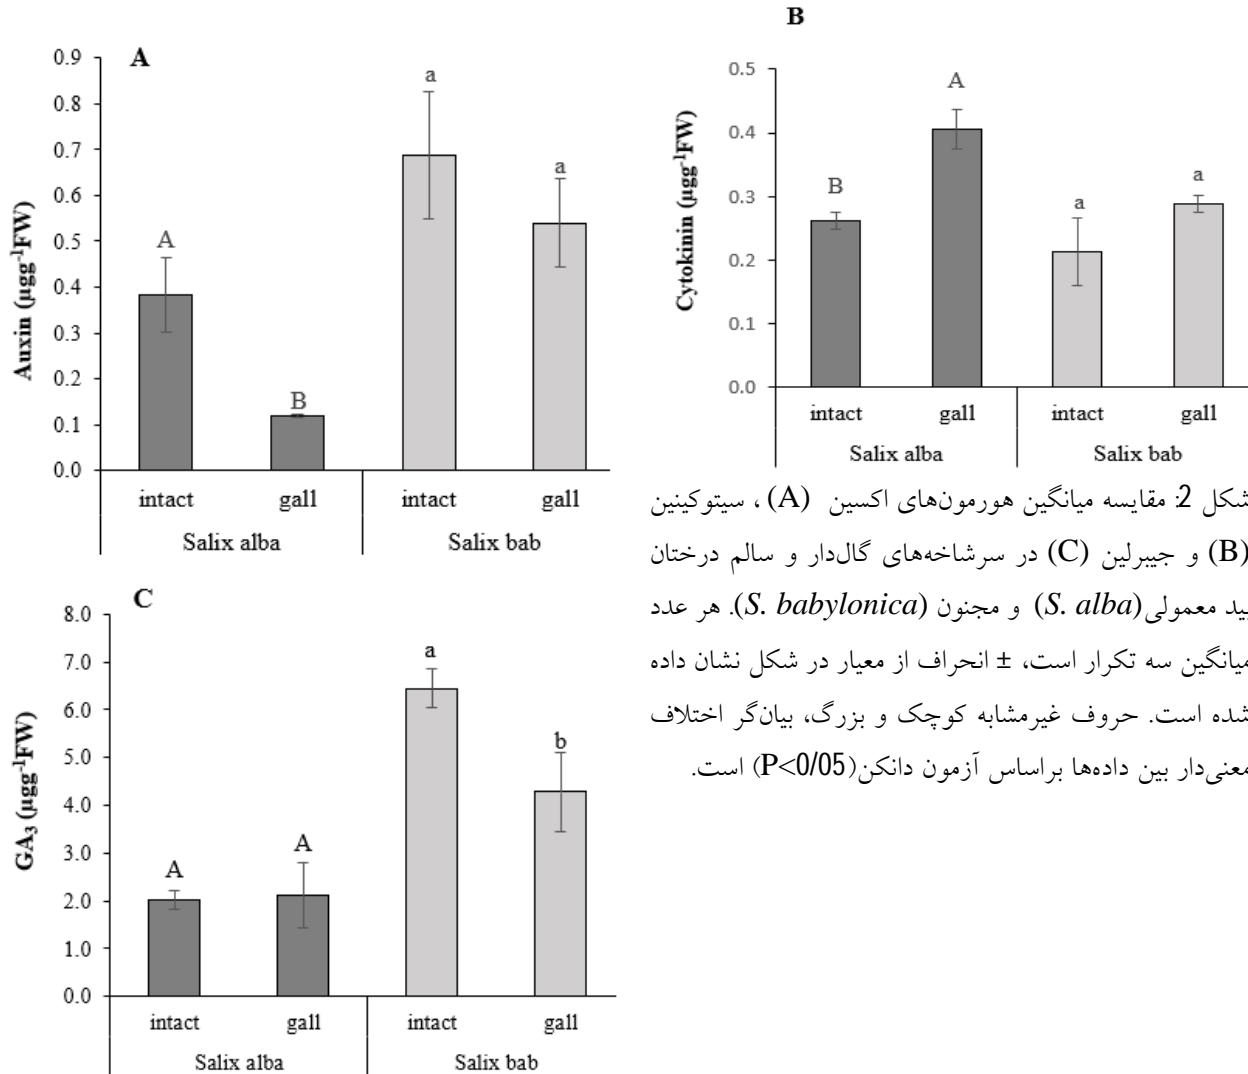 A
0.9
0.8
0.7
0.6
0.5
0.4
0.3
0.2
0.1
0.0
Auxin (µgg-1FW)
A
B
a
a
intact gall intact gall
Salix alba Salix bab
B
0.5
0.4
0.3
0.2
0.1
0.0
Cytokinin (µgg-1FW)
B
A
a
a
intact gall intact gall
Salix alba Salix bab
شکل 2: مقایسه میانگین هورمون‌های اکسین (A) ، سیتوکینین
(B) و جیبرلین (C) در سرشاخه‌های گال‌دار و سالم درختان
بید معمولی(S. alba) و مجنون (S. babylonica). هر عدد
میانگین سه تکرار است، ± انحراف از معیار در شکل نشان داده
شده است. حروف غیرمشابه کوچک و بزرگ، بیان‌گر اختلاف
معنی‌دار بین داده‌ها براساس آزمون دانکن(P<0/05) است.
C
8.0
7.0
6.0
5.0
4.0
3.0
2.0
1.0
0.0
GA3 (µgg-1FW)
A
A
a
b
intact gall intact gall
Salix alba Salix bab